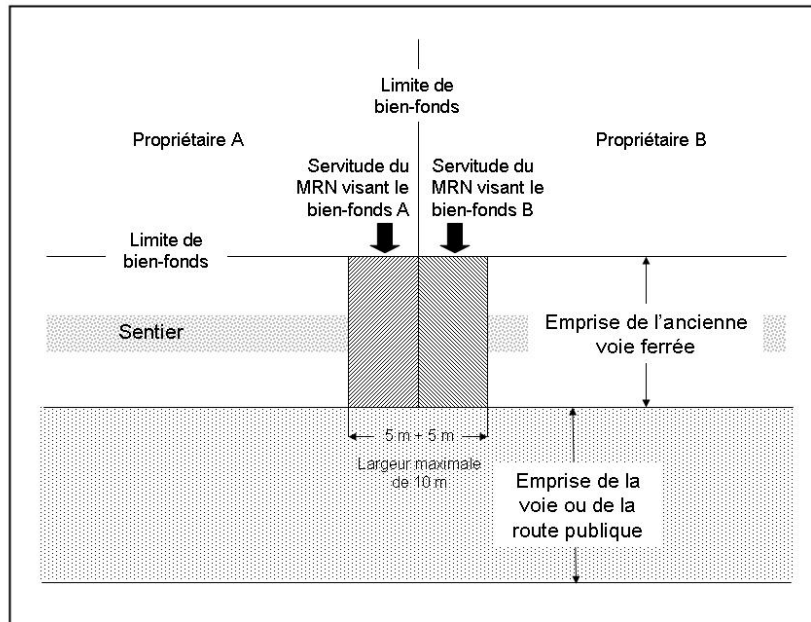 Limite de
bien-fonds
Propriétaire A
Propriétaire B
Servitude du
MRN visant le
bien-fonds A
Servitude du
MRN visant le
bien-fonds B
Limite de
bien-fonds
Sentier
Emprise de l'ancienne
voie ferrée
5 m + 5 m
Largeur maximale
de 10 m
Emprise de la
voie ou de la
route publique